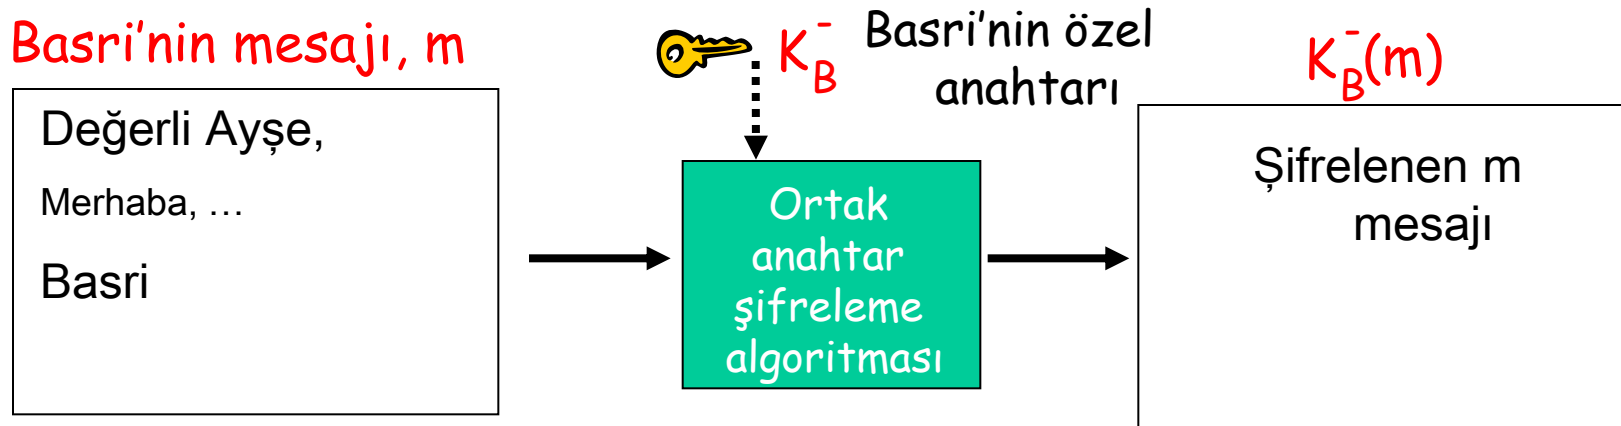 Basri’nin mesajı, m
Değerli Ayşe,
Merhaba, …
Basri
K_B^-
Basri’nin özel
anahtarı
Ortak
anahtar
şifreleme
algoritması
K_B^-(m)
Şifrelenen m
mesajı